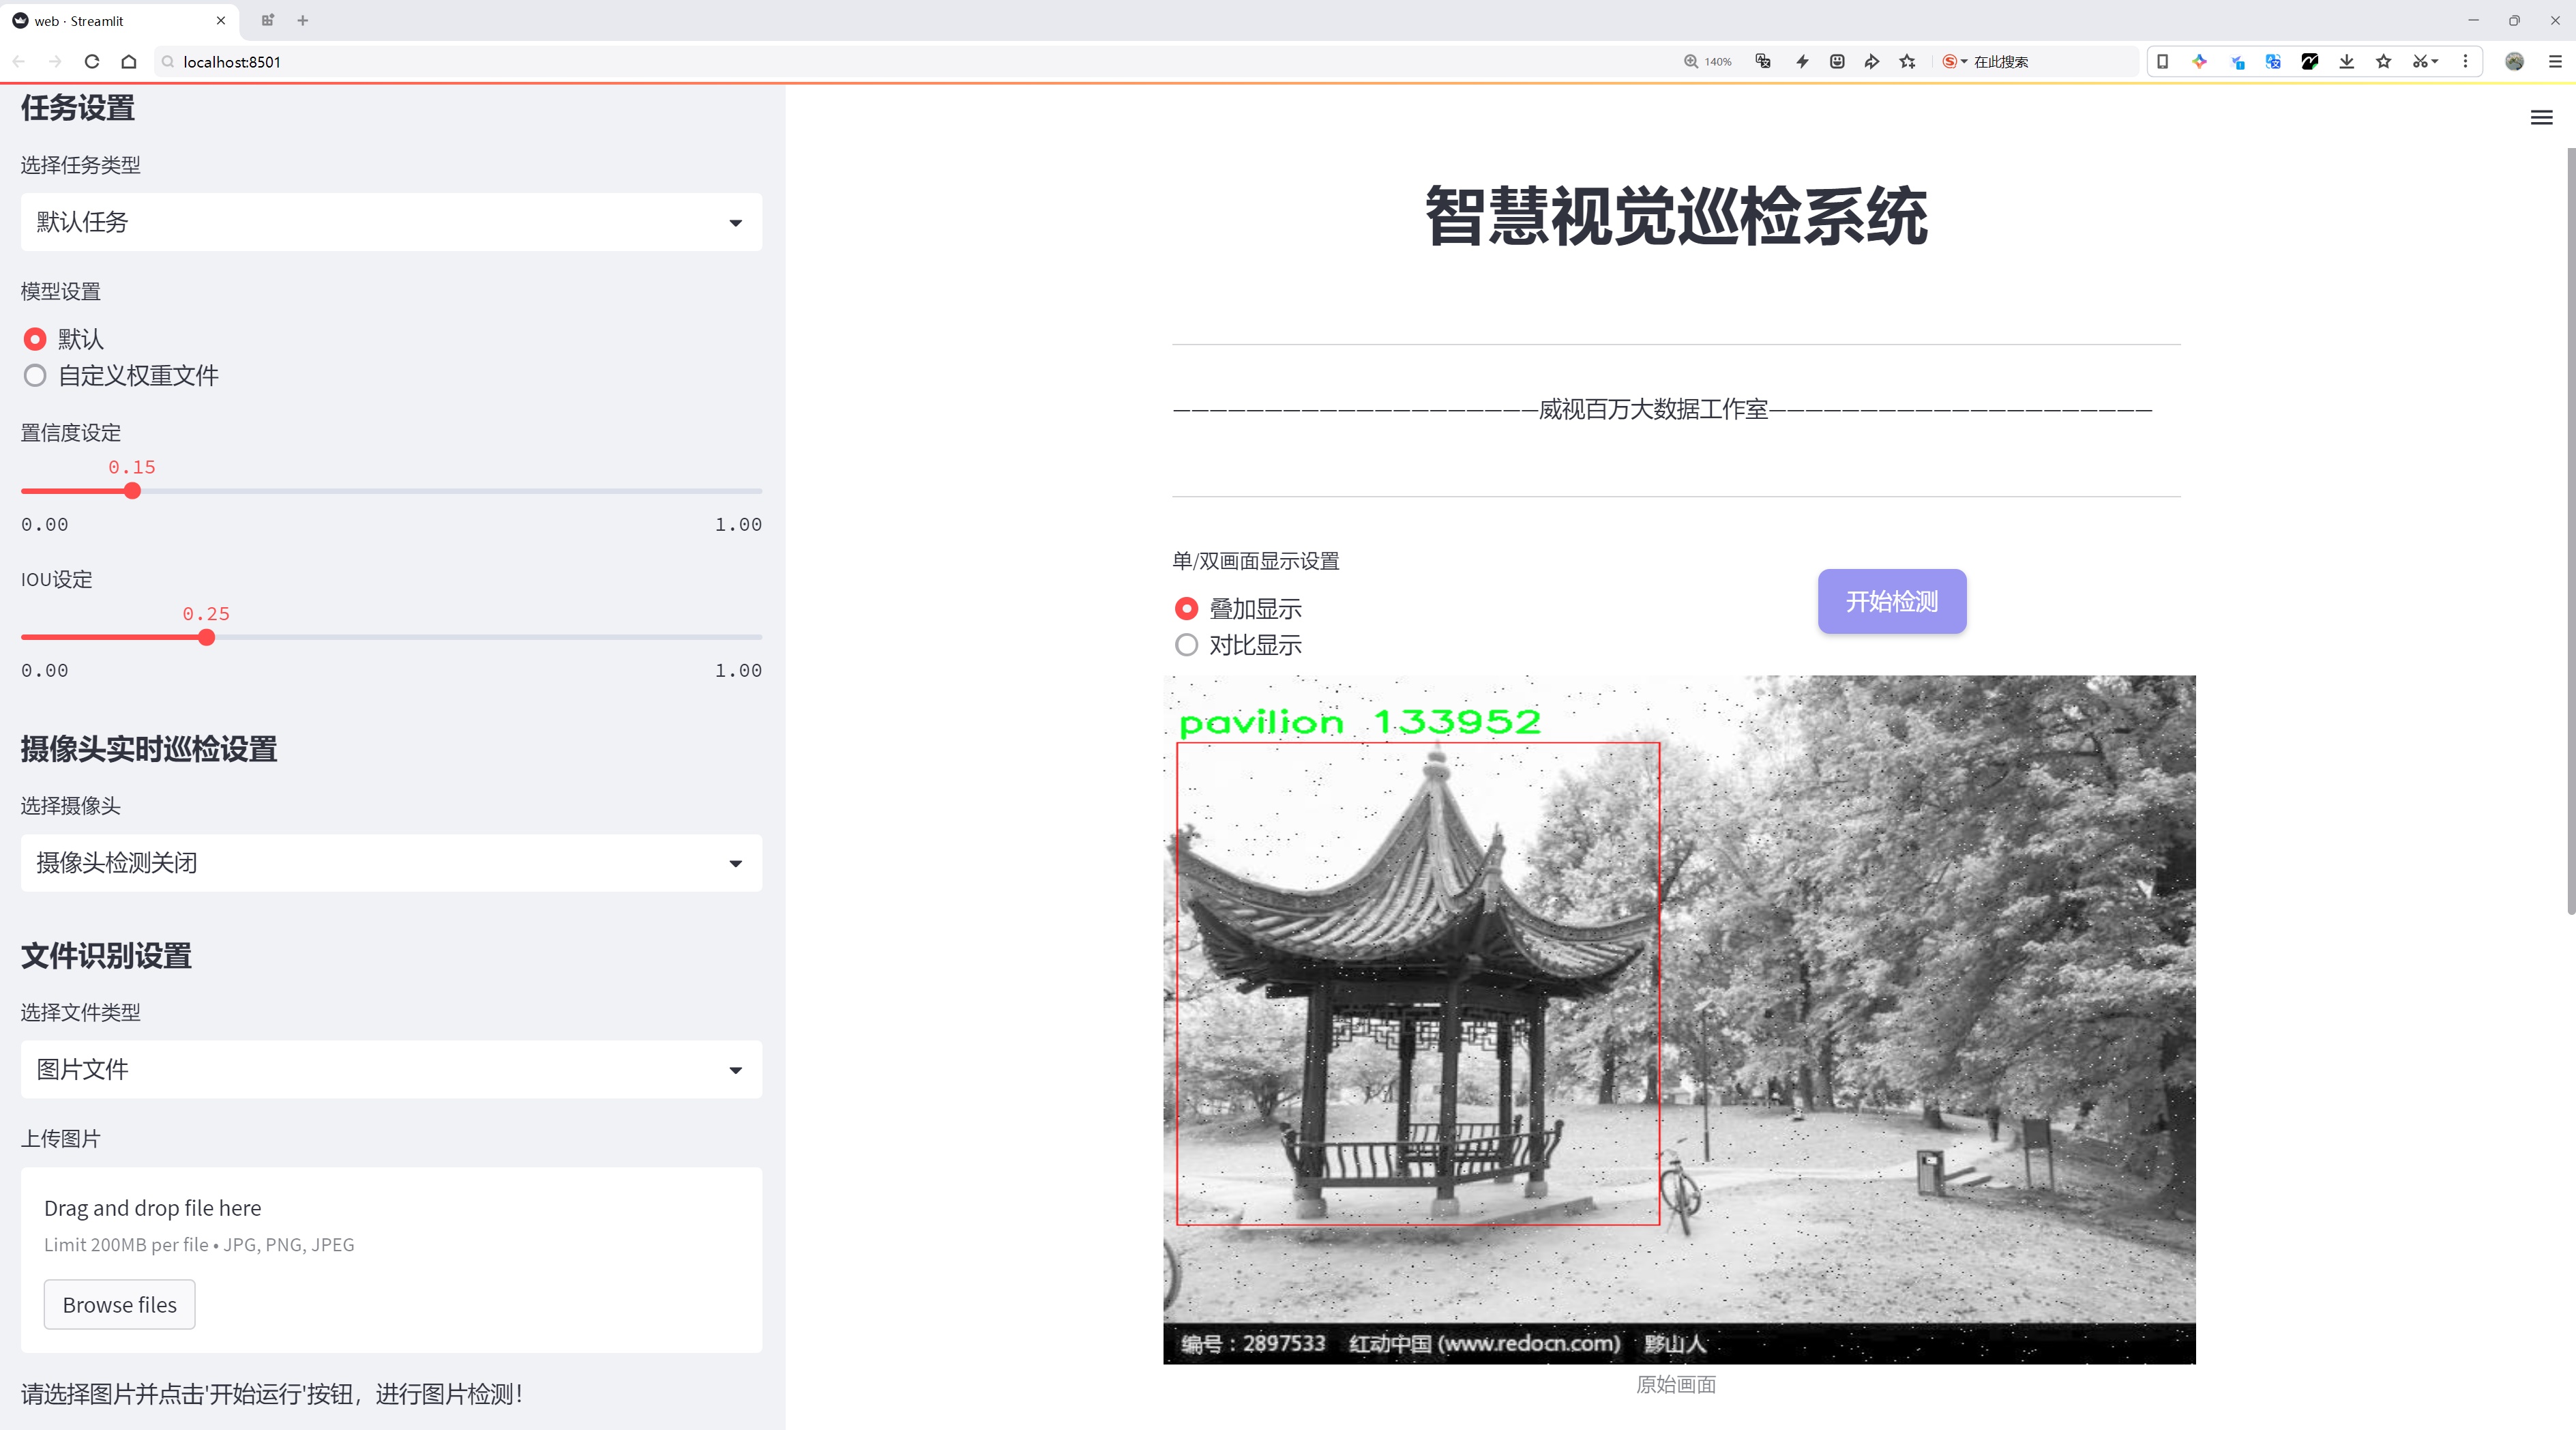 web · Streamlit
localhost:8501
140%
在此搜索
任务设置
选择任务类型
默认任务
模型设置
默认
自定义权重文件
置信度设定
0.15
0.00
1.00
IOU设定
0.25
0.00
1.00
摄像头实时巡检设置
选择摄像头
摄像头检测关闭
文件识别设置
选择文件类型
图片文件
上传图片
Drag and drop file here
Limit 200MB per file • JPG, PNG, JPEG
Browse files
请选择图片并点击'开始运行'按钮，进行图片检测！
智慧视觉巡检系统
————————————————————威视百万大数据工作室—————————————————————
单/双画面显示设置
叠加显示
对比显示
开始检测
pavilion 133952
编号：2897533 红动中国 (www.redocn.com) 黟山人
原始画面